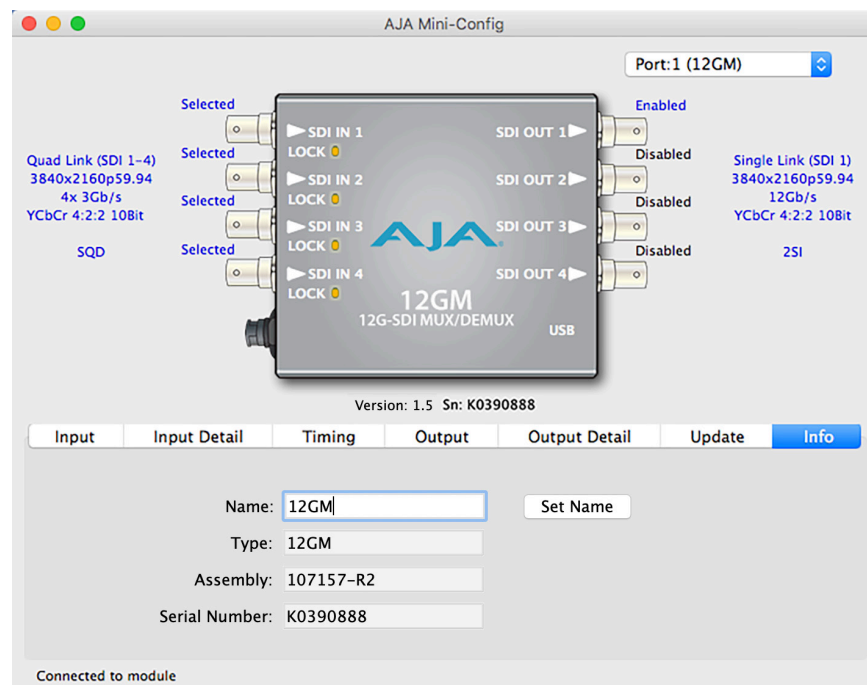 AJA Mini-Config
Port:1 (12GM)
Selected
Enabled
SDI IN 1
SDI OUT 1
LOCK
Quad Link (SDI 1-4)
3840x2160p59.94
4x 3Gb/s
YCbCr 4:2:2 10Bit
SQD
Selected
Disabled
SDI IN 2
SDI OUT 2
LOCK
Single Link (SDI 1)
3840x2160p59.94
12Gb/s
YCbCr 4:2:2 10Bit
2SI
Selected
Disabled
SDI IN 3
SDI OUT 3
LOCK
AJA
Selected
Disabled
SDI IN 4
SDI OUT 4
LOCK
12GM
12G-SDI MUX/DEMUX
USB
Version: 1.5 Sn: K0390888
Input Input Detail Timing Output Output Detail Update Info
Name: 12GM Set Name
Type: 12GM
Assembly: 107157-R2
Serial Number: K0390888
Connected to module